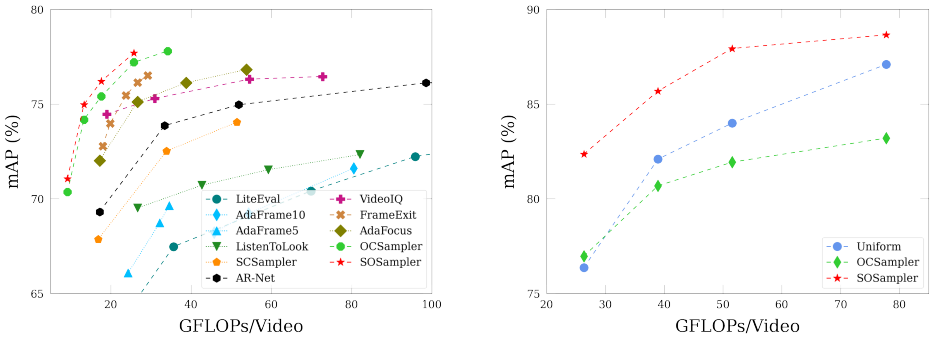 80
75
70
65
mAP (%)
20
40
60
80
100
GFLOPs/Video
LiteEval
AdaFrame10
AdaFrame5
ListenToLook
SCSampler
AR-Net
VideoIQ
FrameExit
AdaFocus
OCSampler
SOSampler
90
85
80
75
mAP (%)
20
30
40
50
60
70
80
GFLOPs/Video
Uniform
OCSampler
SOSampler